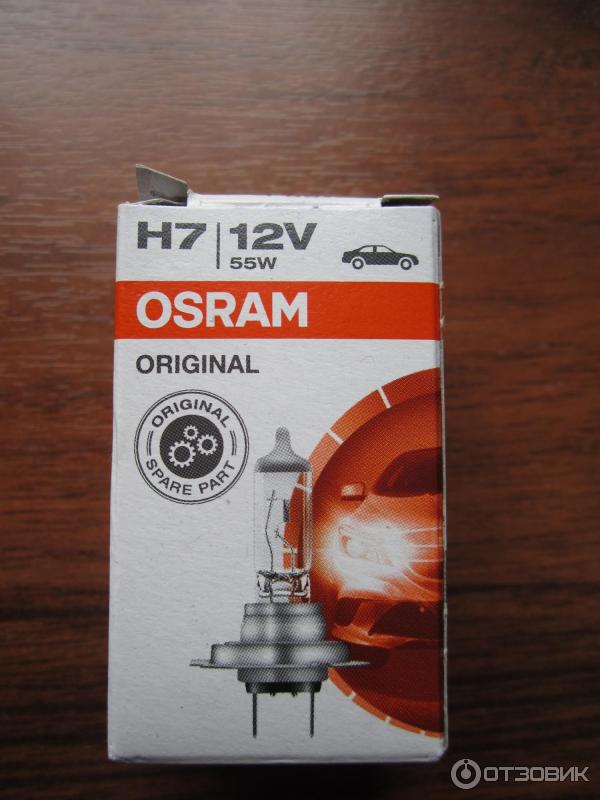 H7 12V
55W
OSRAM
ORIGINAL
ORIGINAL
SPARE PART
ОТЗОВИК